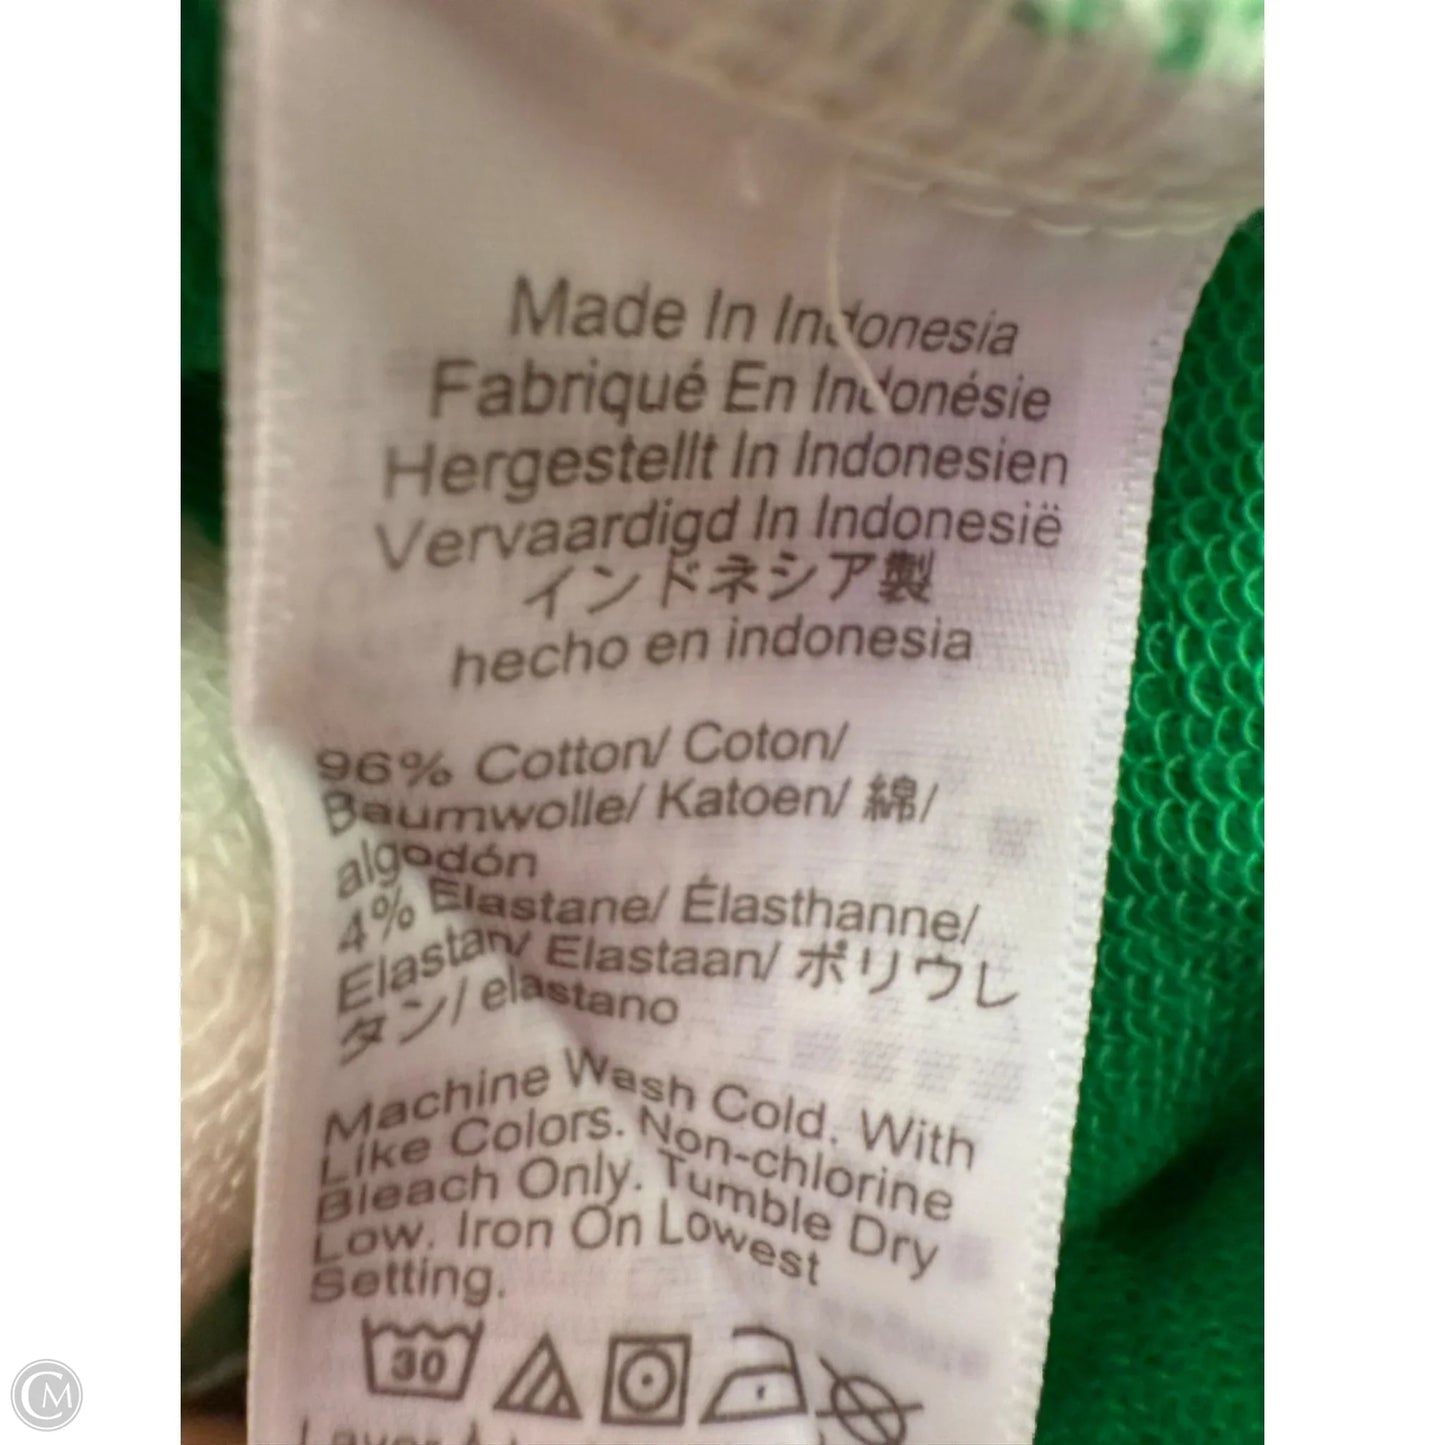 Made In Indonesia
Fabriqué En Indonésie
Hergestellt In Indonesien
Vervaardigd In Indonesië
インドネシア製
hecho en indonesia
96% Cotton/ Coton/
Baumwolle/ Katoen/ 綿/
algodón
4% Elastane/ Élasthanne/
Elastan/ Elastaan/ ポリウレ
タン/ elastano
Machine Wash Cold. With
Like Colors. Non-chlorine
Bleach Only. Tumble Dry
Low. Iron On Lowest
Setting.
30
CM